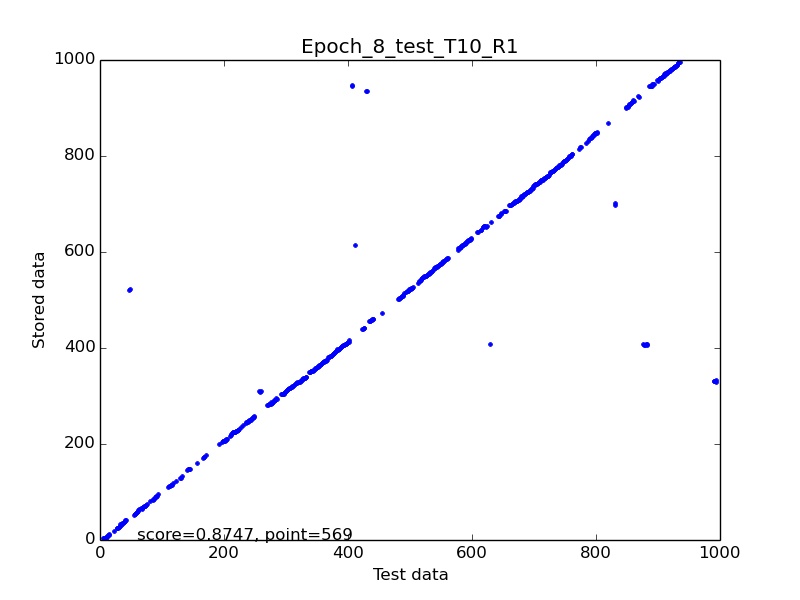 Epoch_8_test_T10_R1
1000
800
600
400
200
0
Stored data
score=0.8747, point=569
0 200 400 600 800 1000
Test data